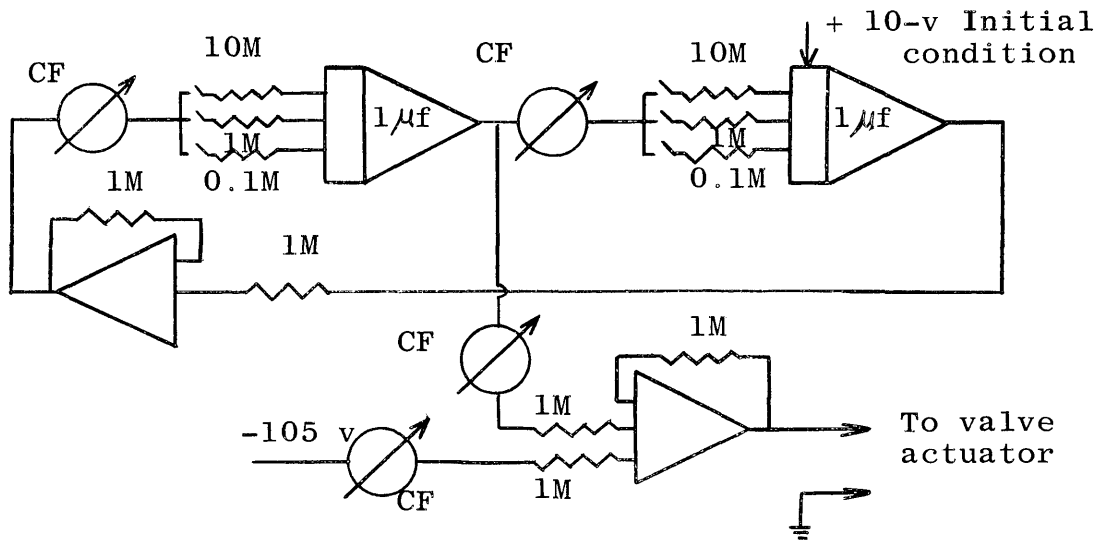 + 10-v Initial
condition
10M
CF
1M
0.1M
1μf
CF
10M
1M
0.1M
1μf
1M
1M
CF
1M
1M
-105 v
CF
1M
To valve
actuator